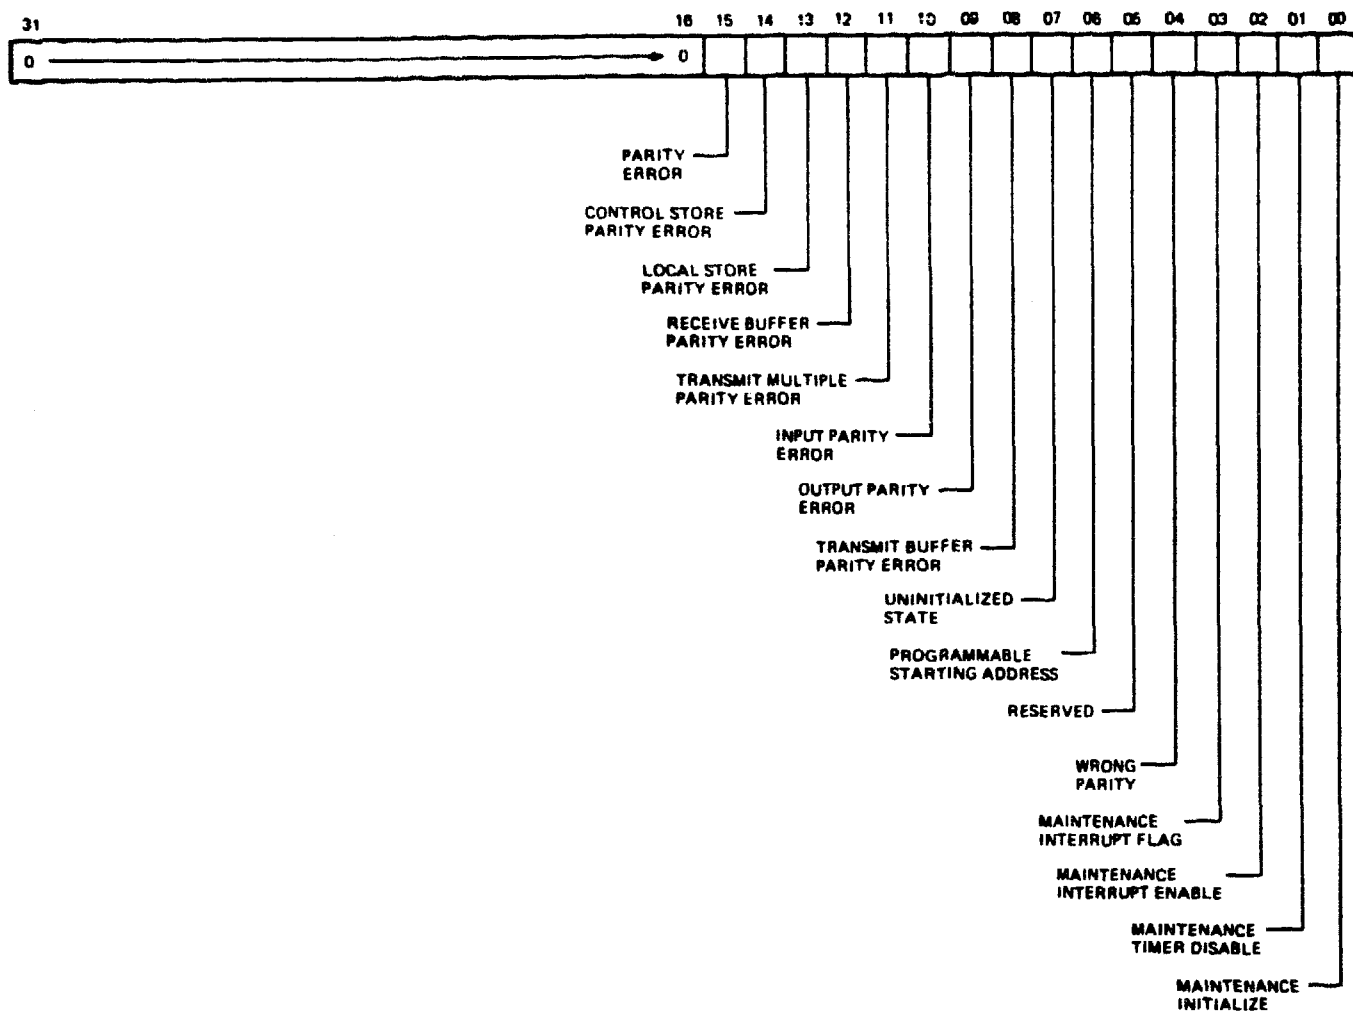 31 16 15 14 13 12 11 10 09 08 07 06 05 04 03 02 01 00
0 0
PARITY
ERROR
CONTROL STORE
PARITY ERROR
LOCAL STORE
PARITY ERROR
RECEIVE BUFFER
PARITY ERROR
TRANSMIT MULTIPLE
PARITY ERROR
INPUT PARITY
ERROR
OUTPUT PARITY
ERROR
TRANSMIT BUFFER
PARITY ERROR
UNINITIALIZED
STATE
PROGRAMMABLE
STARTING ADDRESS
RESERVED
WRONG
PARITY
MAINTENANCE
INTERRUPT FLAG
MAINTENANCE
INTERRUPT ENABLE
MAINTENANCE
TIMER DISABLE
MAINTENANCE
INITIALIZE